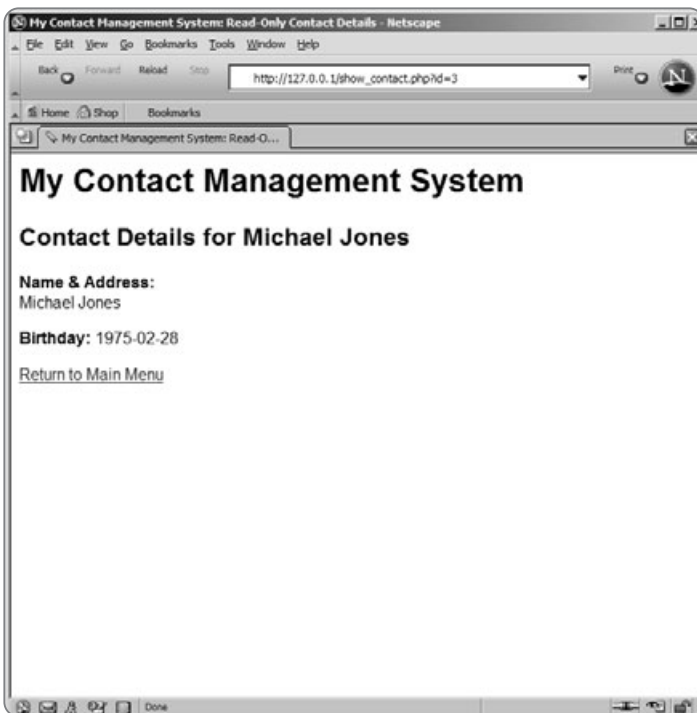 My Contact Management System: Read-Only Contact Details - Netscape
File Edit View Go Bookmarks Tools Window Help
Back Forward Reload Stop http://127.0.0.1/show_contact.php?id=3 Print N
Home Shop Bookmarks
My Contact Management System: Read-O...
My Contact Management System
Contact Details for Michael Jones
Name & Address:
Michael Jones
Birthday: 1975-02-28
Return to Main Menu
Done